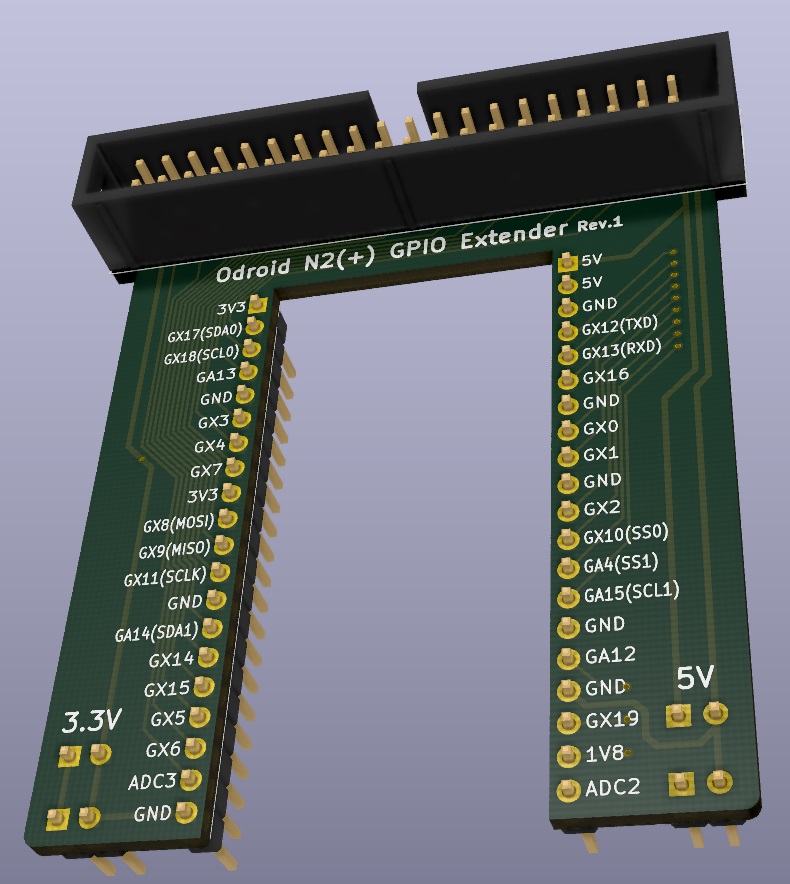 Odroid N2(+) GPIO Extender Rev.1
3V3
GX17(SDA0)
GX18(SCL0)
GA13
GND
GX3
GX4
GX7
3V3
GX8(MOSI)
GX9(MISO)
GX11(SCLK)
GND
GA14(SDA1)
GX14
GX15
GX5
GX6
ADC3
GND
3.3V
5V
5V
GND
GX12(TXD)
GX13(RXD)
GX16
GND
GX0
GX1
GND
GX2
GX10(SS0)
GA4(SS1)
GA15(SCL1)
GND
GA12
GND
GX19
1V8
ADC2
5V